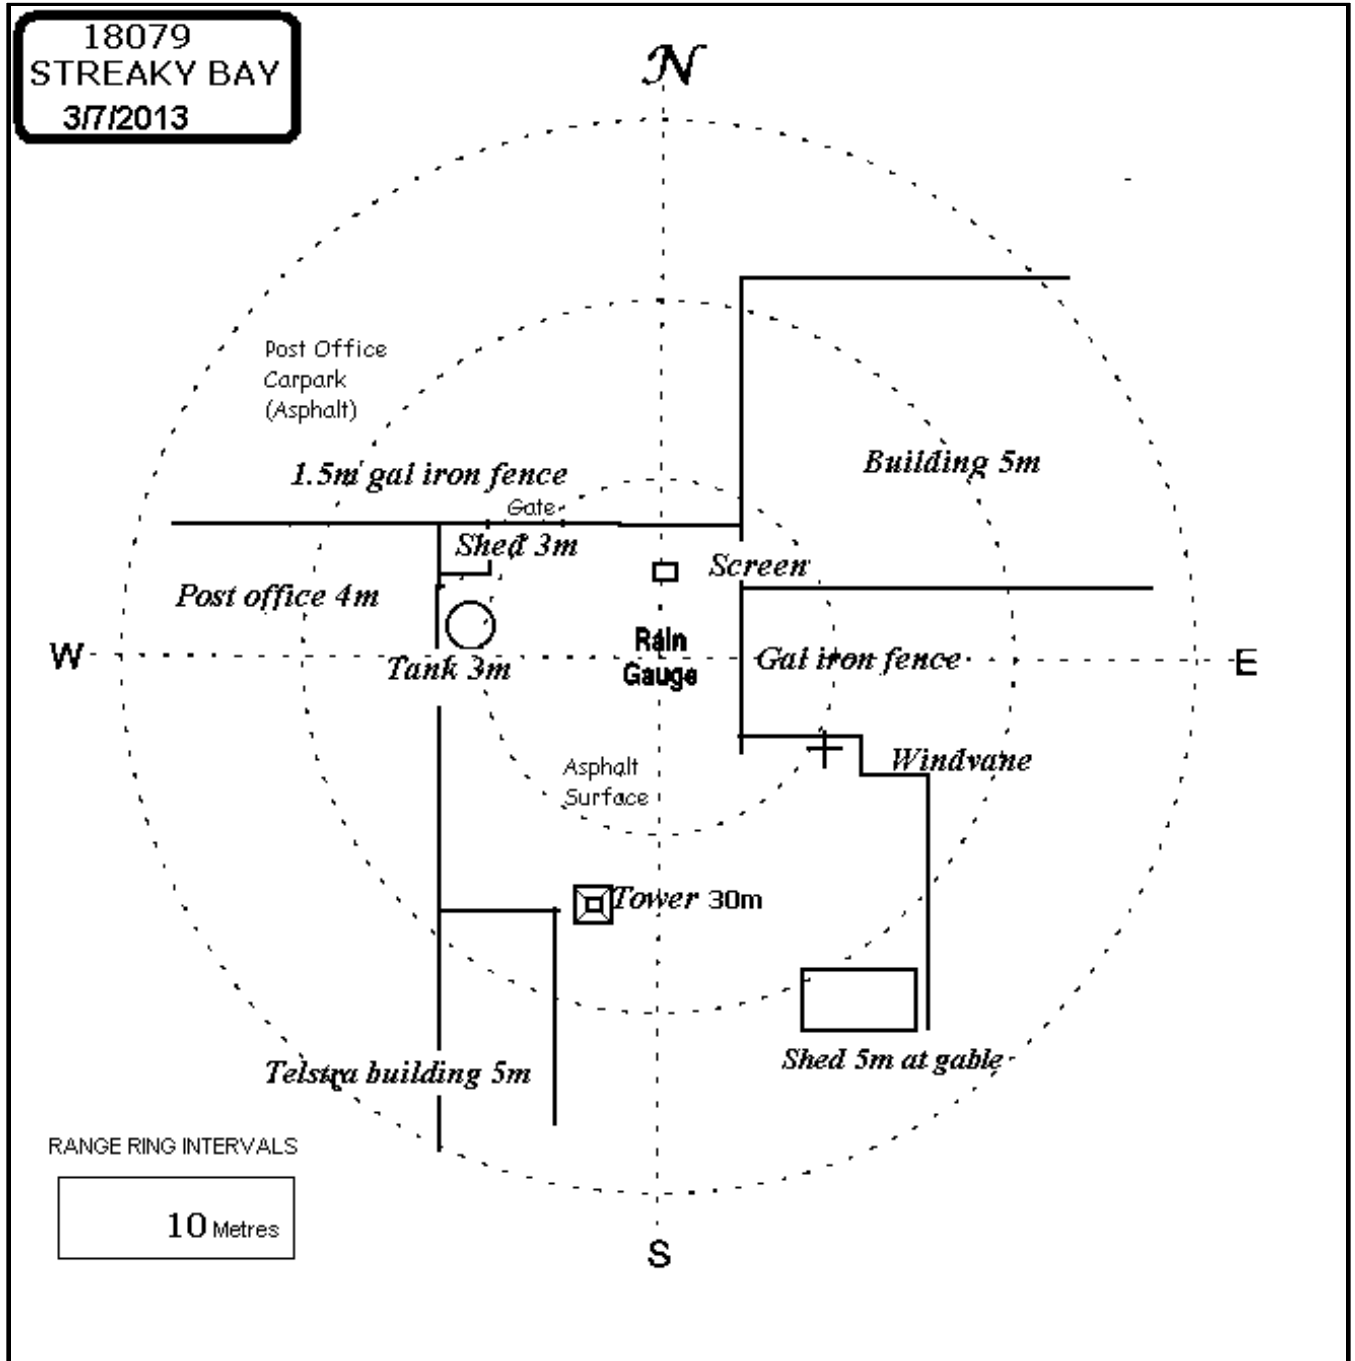 18079
STREAKY BAY
3/7/2013
N
Post Office
Carpark
(Asphalt)
Building 5m
1.5m gal iron fence
Gate
Shed 3m
Screen
Post office 4m
Rain
Gauge
W
Tank 3m
Gal iron fence
E
Windvane
Asphalt
Surface
Tower 30m
Shed 5m at gable
Telstra building 5m
RANGE RING INTERVALS
10 Metres
S